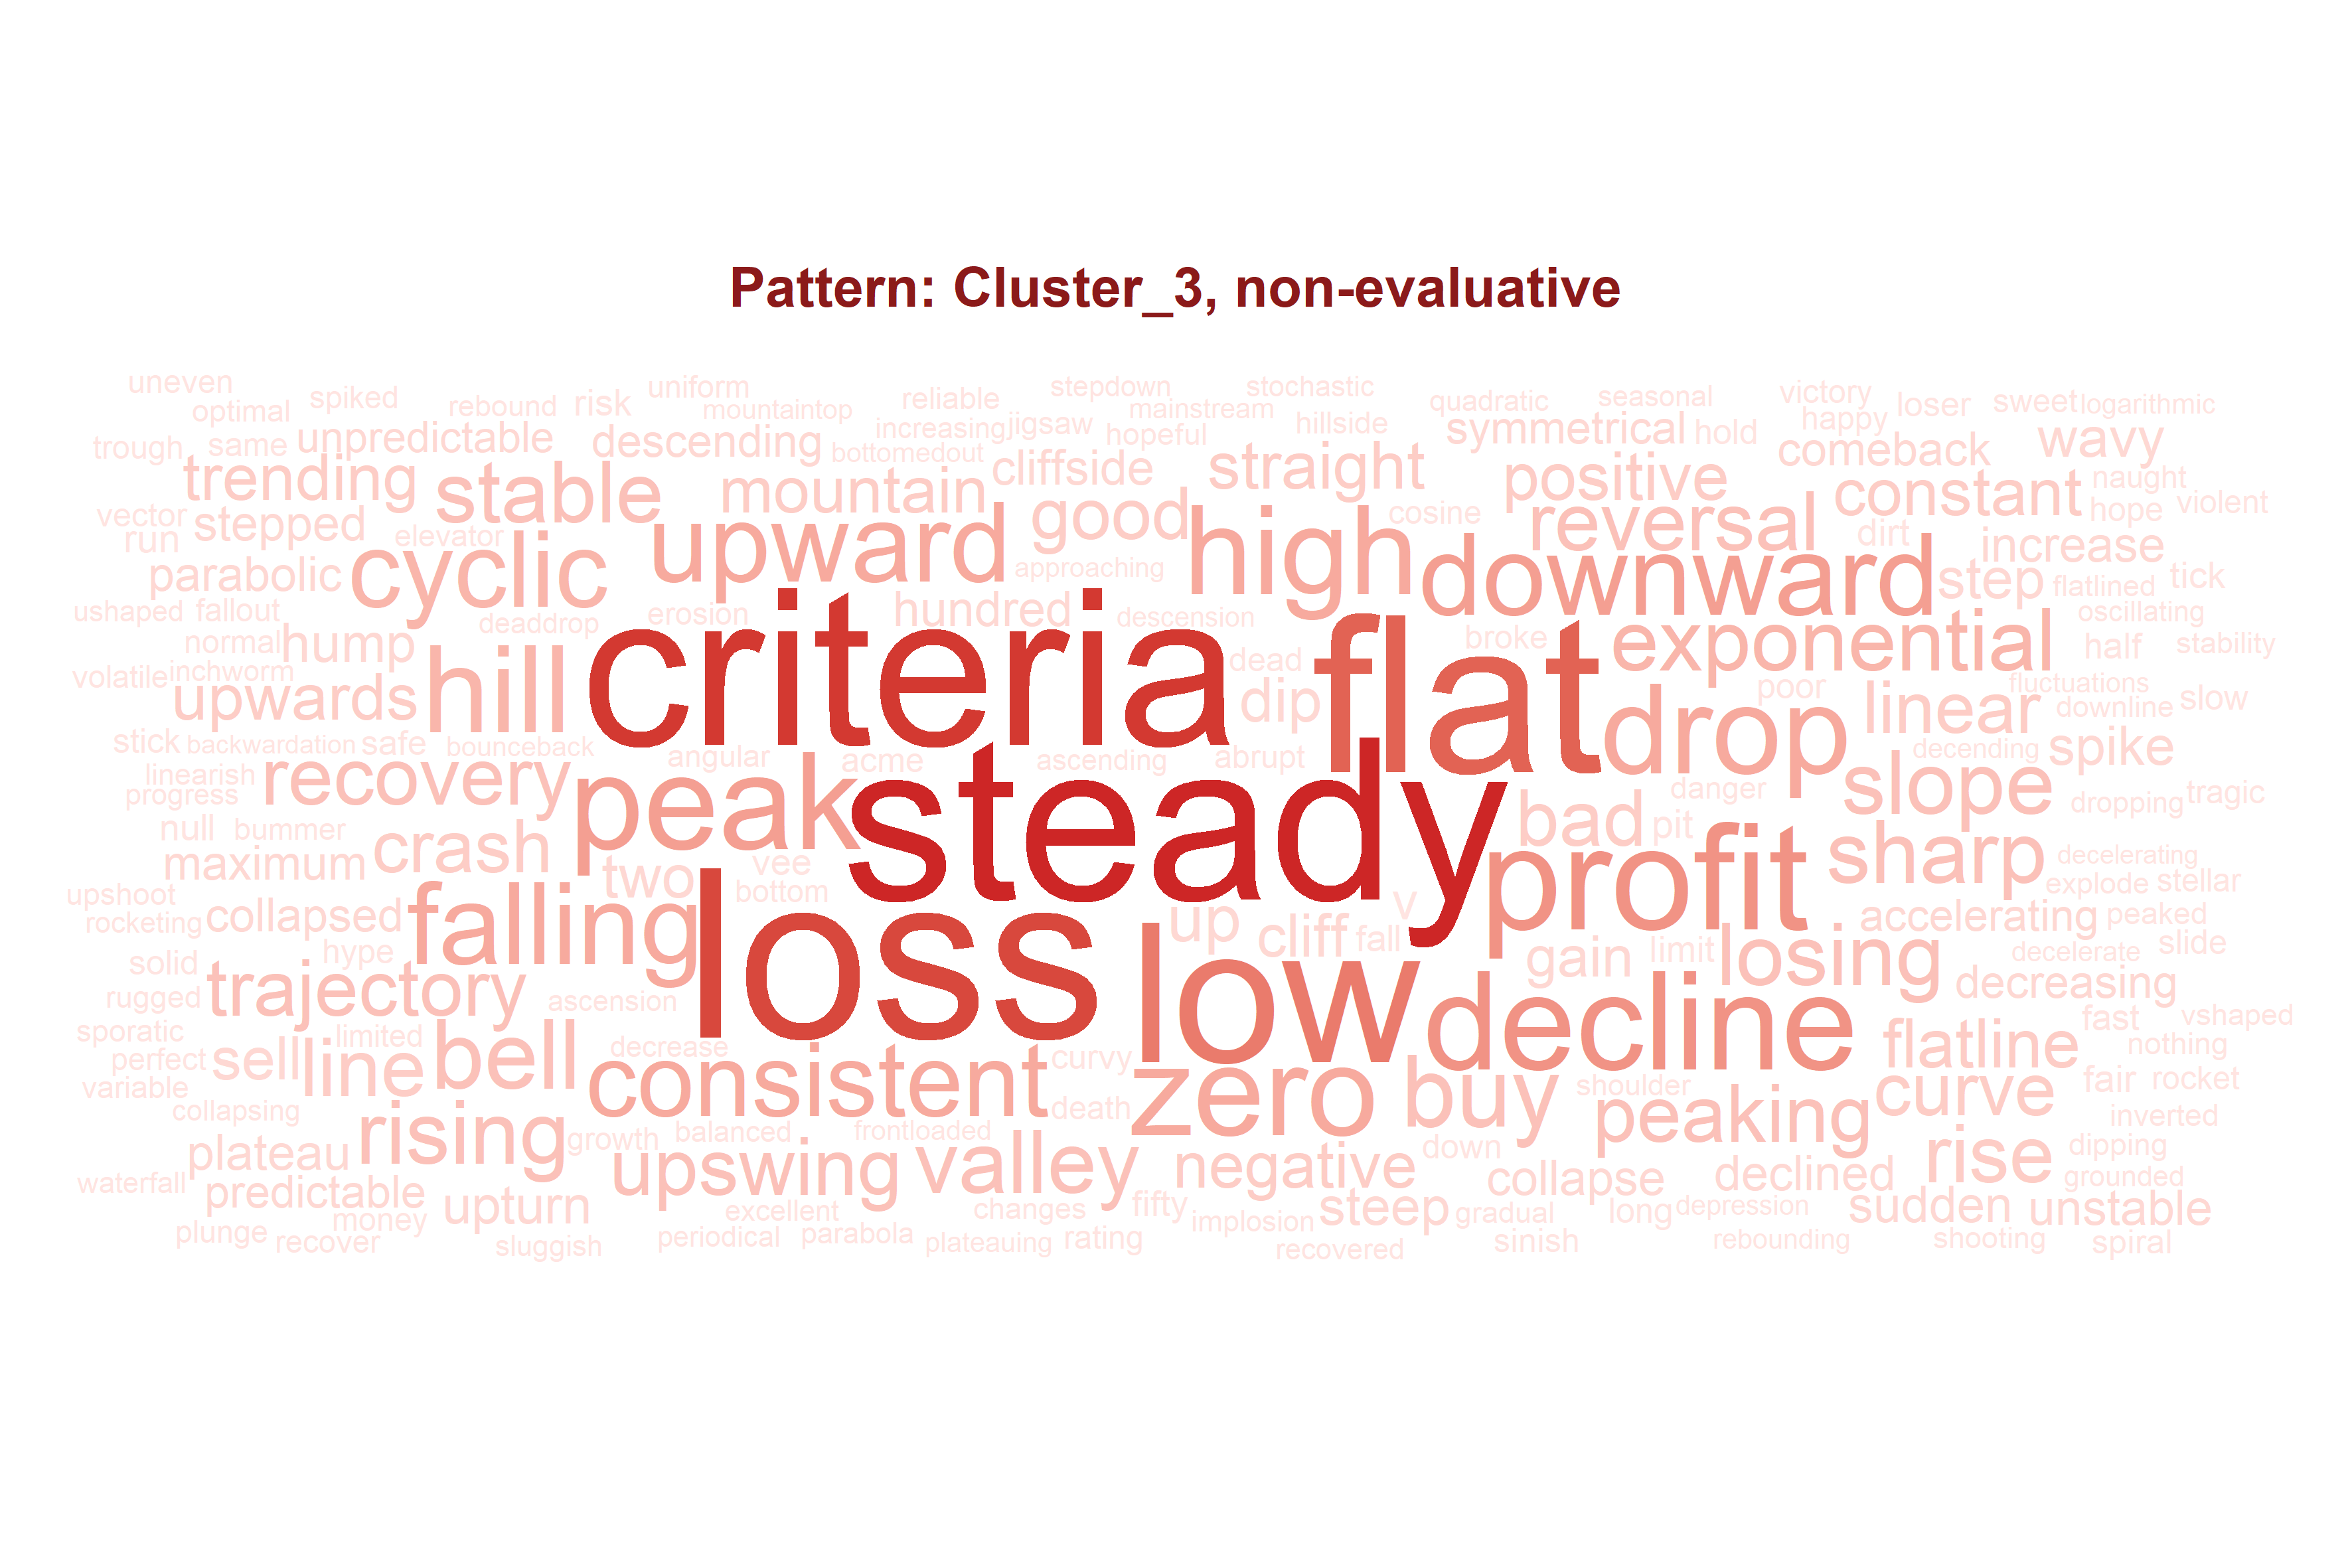 Pattern: Cluster_3, non-evaluative
uneven spiked rebound risk uniform reliable stepdown stochastic quadratic seasonal victory loser sweet logarithmic
optimal mountaintop increasing jigsaw mainstream hopeful hillside happy
trough same unpredictable descending bottomedout cliffside straight symmetrical hold comeback wavy
trending stable mountain good positive constant naught
vector stepped elevator upward high cosine reversal dirt hope violent
run cyclic approaching downward increase
parabolic step flatlined tick
ushaped fallout deaddrop erosion hundred descension oscillating
normal hump criteria dead flat broke exponential half stability
volatile inchworm hill dip poor linear fluctuations slow
upwards drop downline
stick backwardation safe bounceback angular acme ascending abrupt decending spike
linearish recovery peak steady danger slope
progress dropping tragic
null bummer crash bad pit sharp
maximum two vee profit decelerating
upshoot falling bottom explode stellar
rocketing collapsed loss up cliff v fall accelerating peaked
solid hype low gain limit losing decelerate slide
rugged trajectory ascension decline decreasing
sporatic limited fast vshaped
perfect sell line bell decrease consistent curvy zero buy shoulder flatline nothing
variable death peaking curve fair rocket
collapsing rising growth balanced frontloaded down inverted
plateau upswing valley negative rise dipping
waterfall predictable collapse declined grounded
upturn money excellent changes fifty implosion steep gradual long depression sudden unstable
plunge recover sluggish periodical parabola plateauing rating recovered sinish rebounding shooting spiral